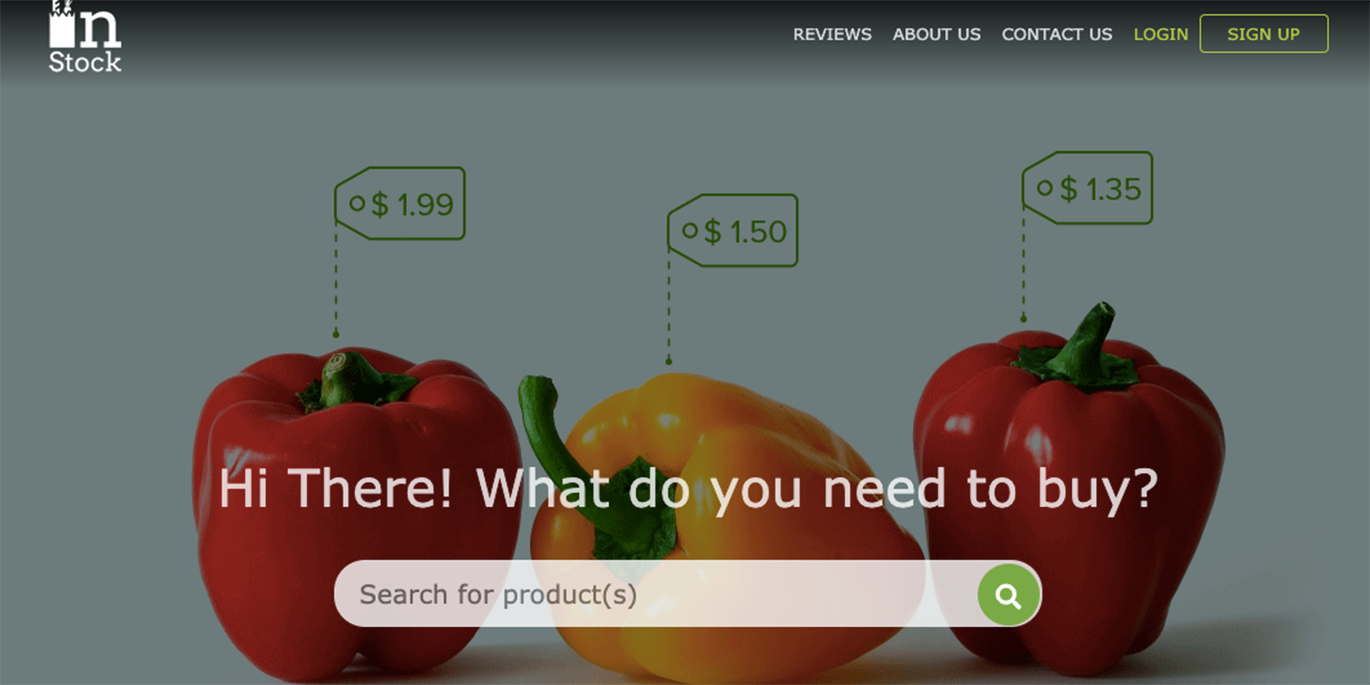 in
Stock
REVIEWS ABOUT US CONTACT US LOGIN SIGN UP
$ 1.99
$ 1.50
$ 1.35
Hi There! What do you need to buy?
Search for product(s)